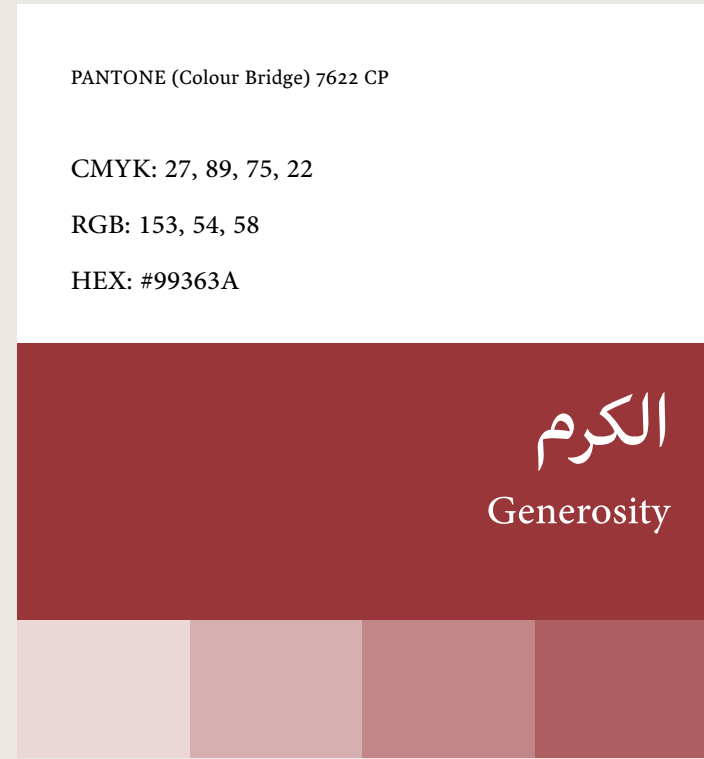 PANTONE (Colour Bridge) 7622 CP
CMYK: 27, 89, 75, 22
RGB: 153, 54, 58
HEX: #99363A
الكرم
Generosity